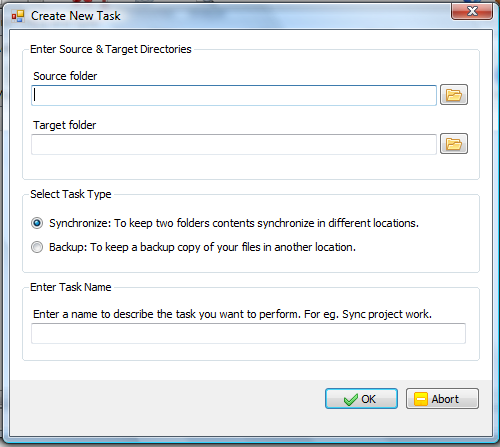 Create New Task
Enter Source & Target Directories
Source folder
Target folder
Select Task Type
Synchronize: To keep two folders contents synchronize in different locations.
Backup: To keep a backup copy of your files in another location.
Enter Task Name
Enter a name to describe the task you want to perform. For eg. Sync project work.
OK
Abort